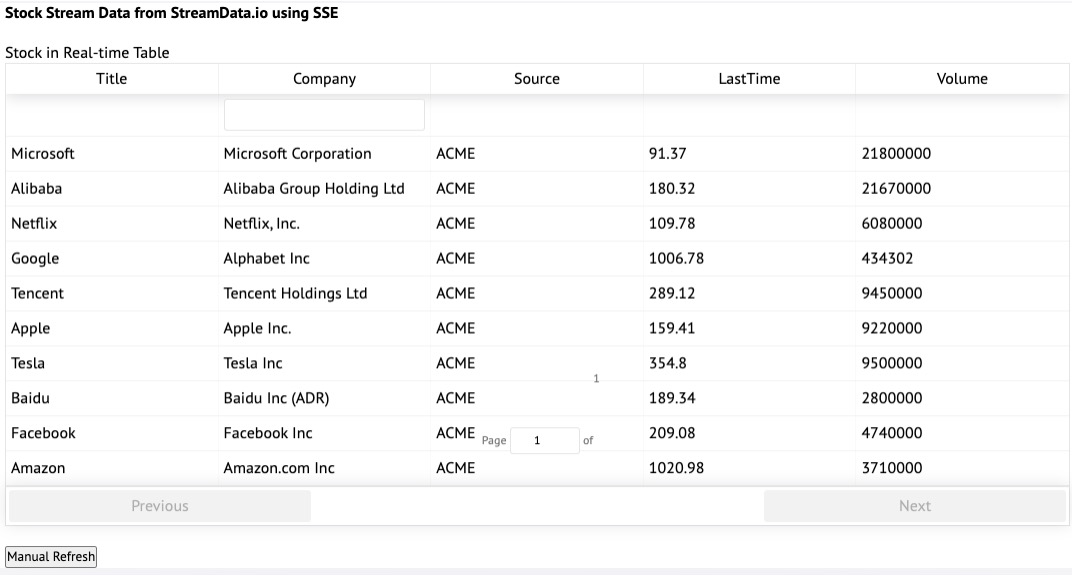 Stock Stream Data from StreamData.io using SSE
Stock in Real-time Table
Title Company Source LastTime Volume
Microsoft Microsoft Corporation ACME 91.37 21800000
Alibaba Alibaba Group Holding Ltd ACME 180.32 21670000
Netflix Netflix, Inc. ACME 109.78 6080000
Google Alphabet Inc ACME 1006.78 434302
Tencent Tencent Holdings Ltd ACME 289.12 9450000
Apple Apple Inc. ACME 159.41 9220000
Tesla Tesla Inc ACME 354.8 9500000
1
Baidu Baidu Inc (ADR) ACME 189.34 2800000
Facebook Facebook Inc ACME 209.08 4740000
Page 1 of
Amazon Amazon.com Inc ACME 1020.98 3710000
Previous Next
Manual Refresh